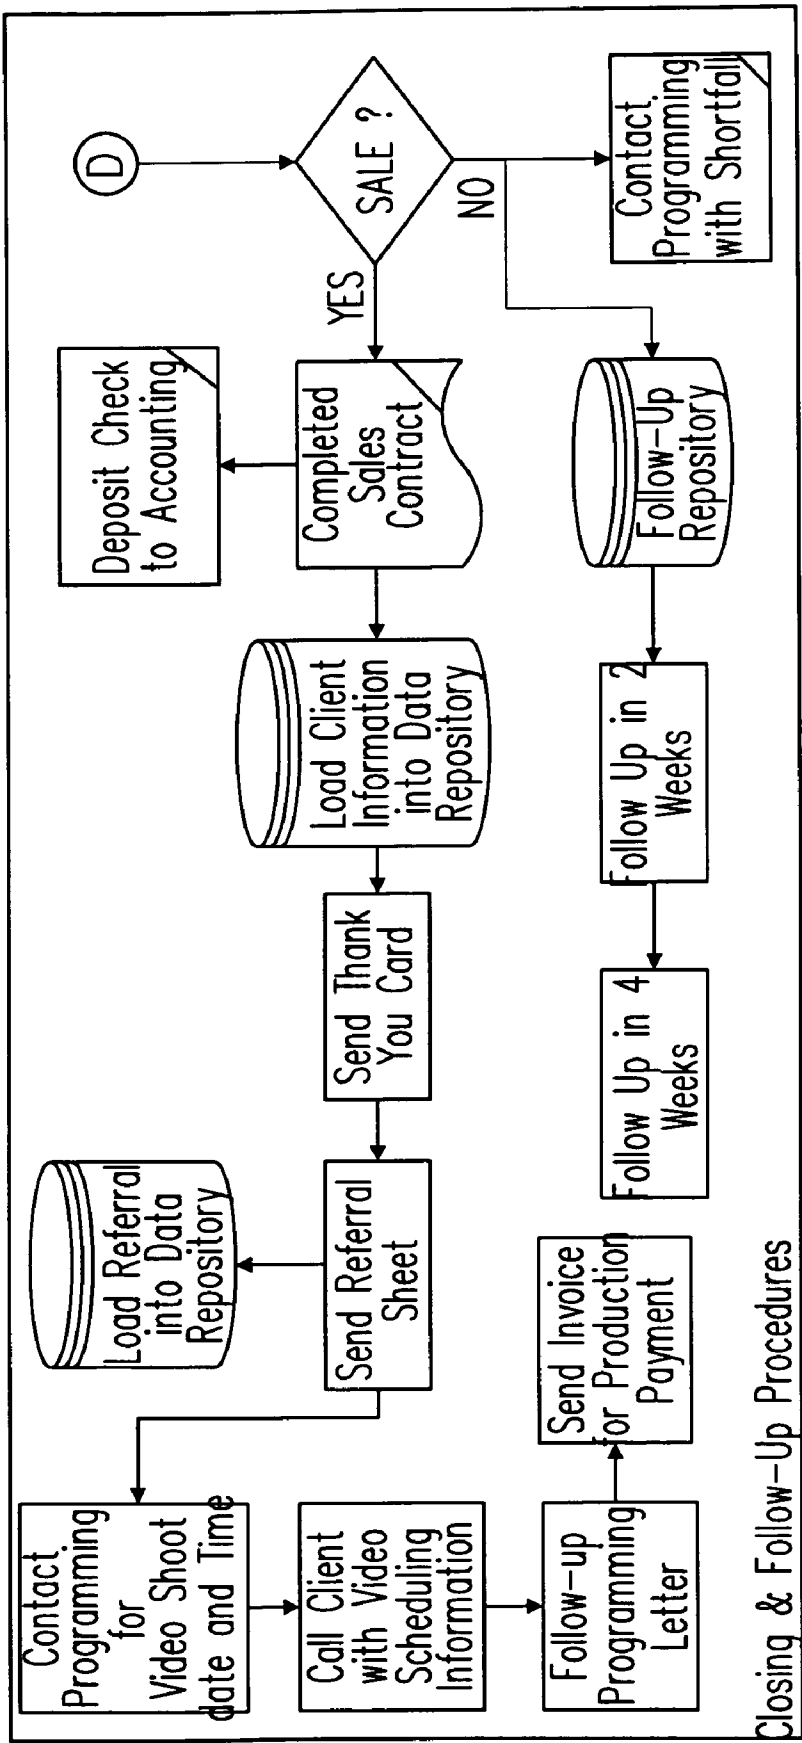 D
SALE ?
YES
NO
Contact
Programming
with Shortfall
Deposit Check
to Accounting
Completed
Sales
Contract
Follow-Up
Repository
Load Client
Information
into Data
Repository
Follow Up in 2
Weeks
Send Thank
You Card
Follow Up in 4
Weeks
Load Referral
into Data
Repository
Send Referral
Sheet
Send Invoice
for Production
Payment
Contact
Programming
for
Video Shoot
date and Time
Call Client
with Video
Scheduling
Information
Follow-up
Programming
Letter
Closing & Follow-Up Procedures